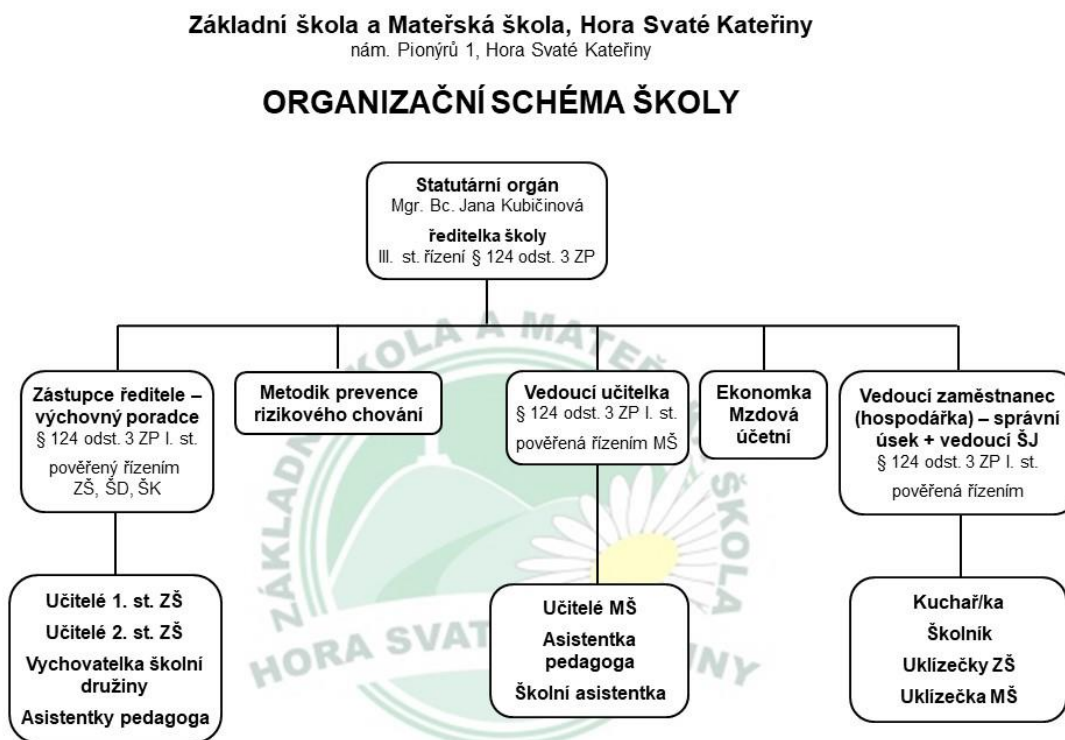 Základní škola a Mateřská škola, Hora Svaté Kateřiny
nám. Pionýrů 1, Hora Svaté Kateřiny
ORGANIZAČNÍ SCHÉMA ŠKOLY
Statutární orgán
Mgr. Bc. Jana Kubičinová
ředitelka školy
III. st. řízení § 124 odst. 3 ZP
Zástupce ředitele –
výchovný poradce
§ 124 odst. 3 ZP I. st.
pověřený řízením
ZŠ, ŠD, ŠK
Metodik prevence
rizikového chování
Vedoucí učitelka
§ 124 odst. 3 ZP I. st.
pověřená řízením MŠ
Ekonomka
Mzdová
účetní
Vedoucí zaměstnanec
(hospodářka) – správní
úsek + vedoucí ŠJ
§ 124 odst. 3 ZP I. st.
pověřená řízením
Učitelé 1. st. ZŠ
Učitelé 2. st. ZŠ
Vychovatelka školní
družiny
Asistentky pedagoga
Učitelé MŠ
Asistentka
pedagoga
Školní asistentka
Kuchař/ka
Školník
Uklízečky ZŠ
Uklízečka MŠ